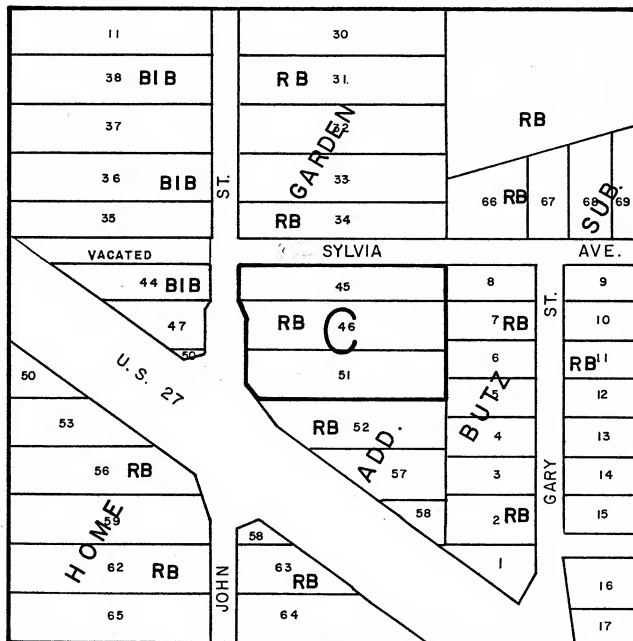 11 30
38 BIB RB 31
37 32 RB
GARDEN
36 BIB 33
66 RB 67 68 69
SUB.
35 ST. RB 34
VACATED SYLVIA AVE.
44 BIB 45 8 ST. 9
47 RB C 46 7 RB 10
50 6 RB 11
U.S. 27 51
50 5 12
BUTZ
53 RB 52 4 13
ADD.
56 RB 57 3 GARY 14
59 58 2 RB 15
HOME
58
62 RB 63 RB 1
16
65 JOHN 64 17